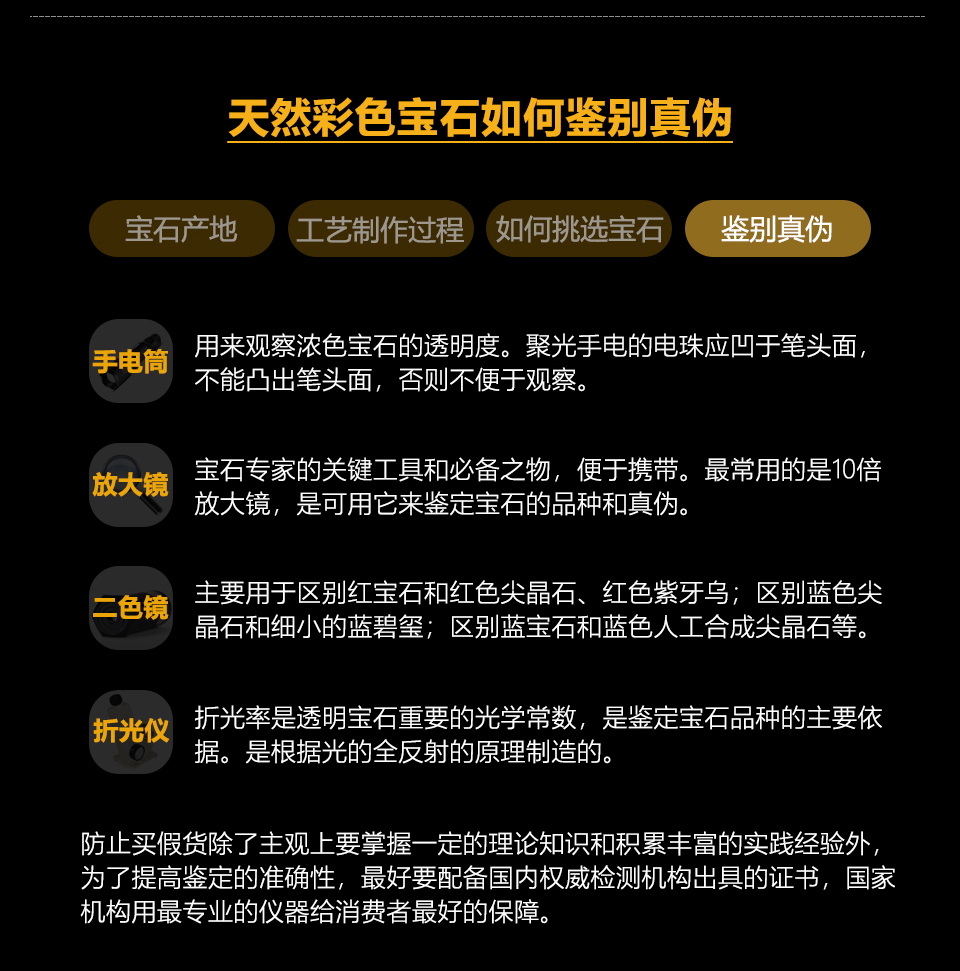 天然彩色宝石如何鉴别真伪
宝石产地 工艺制作过程 如何挑选宝石 鉴别真伪
手电筒
用来观察浓色宝石的透明度。聚光手电的电珠应凹于笔头面，
不能凸出笔头面，否则不便于观察。
放大镜
宝石专家的关键工具和必备之物，便于携带。最常用的是10倍
放大镜，是可用它来鉴定宝石的品种和真伪。
二色镜
主要用于区别红宝石和红色尖晶石、红色紫牙乌；区别蓝色尖
晶石和细小的蓝碧玺；区别蓝宝石和蓝色人工合成尖晶石等。
折光仪
折光率是透明宝石重要的光学常数，是鉴定宝石品种的主要依
据。是根据光的全反射的原理制造的。
防止买假货除了主观上要掌握一定的理论知识和积累丰富的实践经验外，
为了提高鉴定的准确性，最好要配备国内权威检测机构出具的证书，国家
机构用最专业的仪器给消费者最好的保障。